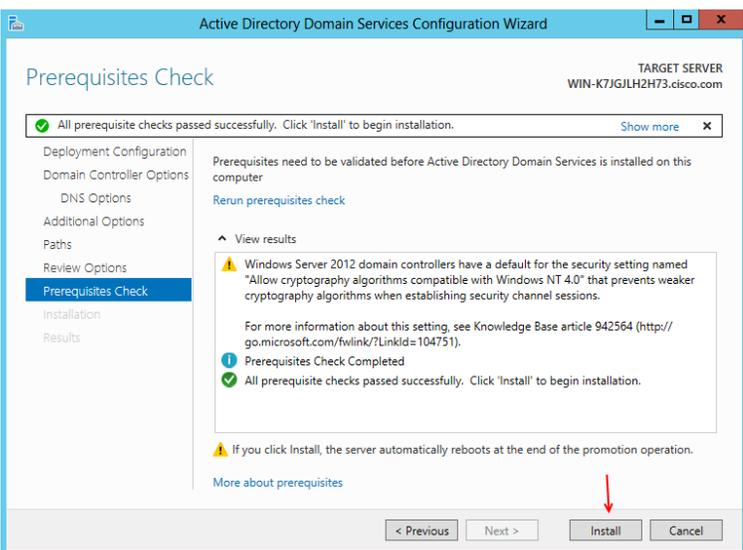 Active Directory Domain Services Configuration Wizard
Prerequisites Check
TARGET SERVER
WIN-K7JGJLH2H73.cisco.com
All prerequisite checks passed successfully.  Click 'Install' to begin installation.
Show more
Deployment Configuration
Domain Controller Options
DNS Options
Additional Options
Paths
Review Options
Prerequisites Check
Installation
Results
Prerequisites need to be validated before Active Directory Domain Services is installed on this
computer
Rerun prerequisites check
View results
Windows Server 2012 domain controllers have a default for the security setting named
"Allow cryptography algorithms compatible with Windows NT 4.0" that prevents weaker
cryptography algorithms when establishing security channel sessions.
For more information about this setting, see Knowledge Base article 942564 (http://
go.microsoft.com/fwlink/?LinkId=104751).
Prerequisites Check Completed
All prerequisite checks passed successfully.  Click 'Install' to begin installation.
If you click Install, the server automatically reboots at the end of the promotion operation.
More about prerequisites
< Previous
Next >
Install
Cancel